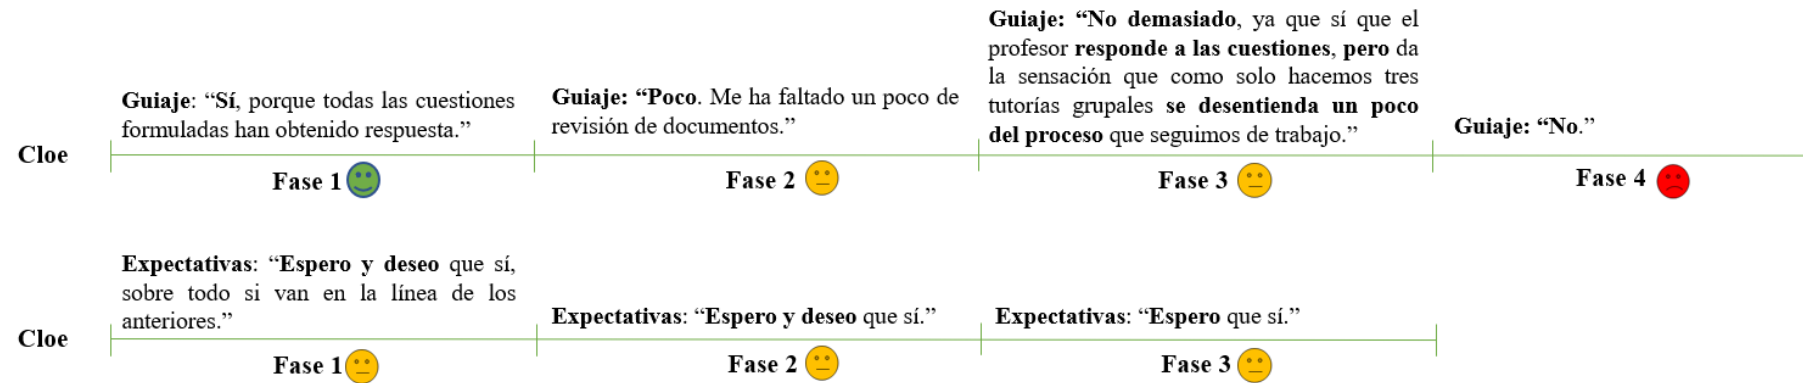 Guiaje: “Sí, porque todas las cuestiones
formuladas han obtenido respuesta.”
Guiaje: “Poco. Me ha faltado un poco de
revisión de documentos.”
Guiaje: “No demasiado, ya que sí que el
profesor responde a las cuestiones, pero da
la sensación que como solo hacemos tres
tutorías grupales se desentienda un poco
del proceso que seguimos de trabajo.”
Guiaje: “No.”
Cloe
Fase 1
Fase 2
Fase 3
Fase 4
Expectativas: “Espero y deseo que sí,
sobre todo si van en la línea de los
anteriores.”
Expectativas: “Espero y deseo que sí.”
Expectativas: “Espero que sí.”
Cloe
Fase 1
Fase 2
Fase 3